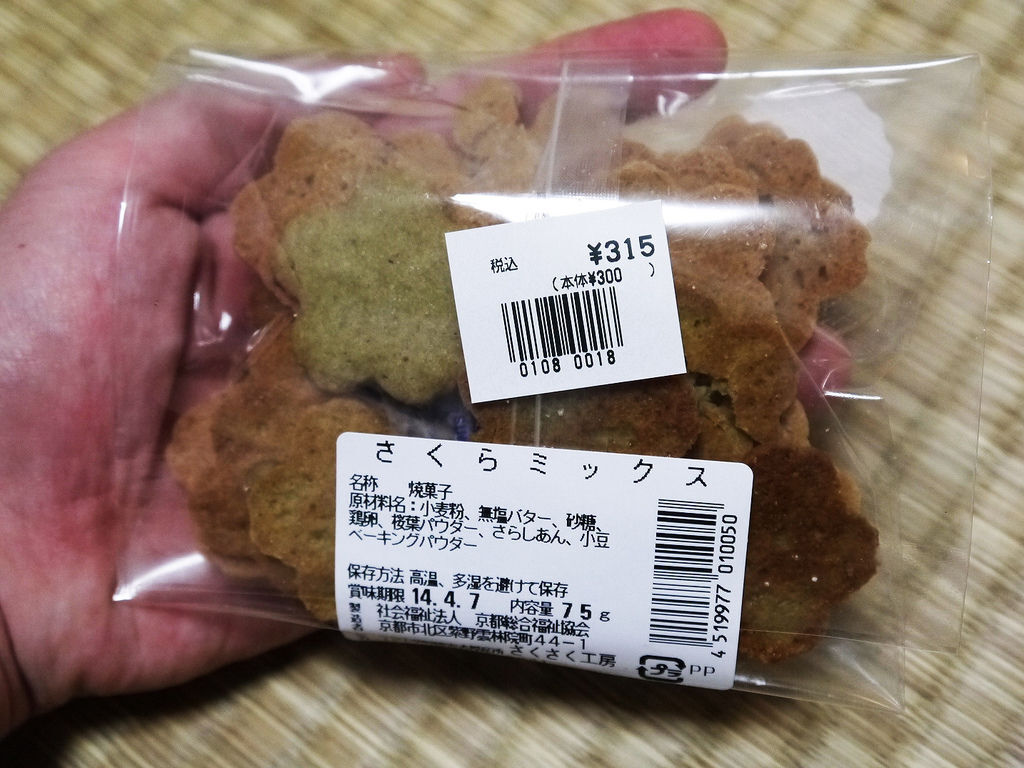 税込 ¥315
(本体¥300 )
0108 0018
さくらミックス
名称 焼菓子
原材料名：小麦粉、無塩バター、砂糖、
鶏卵、桜葉パウダー、さらしあん、小豆
ベーキングパウダー
保存方法 高温、多湿を避けて保存
賞味期限 14.4.7 内容量 75g
製造者 社会福祉法人 京都総合福祉協会
京都市北区紫野雲林院町44-1
さくさく工房
プラ PP
4 519977 010050